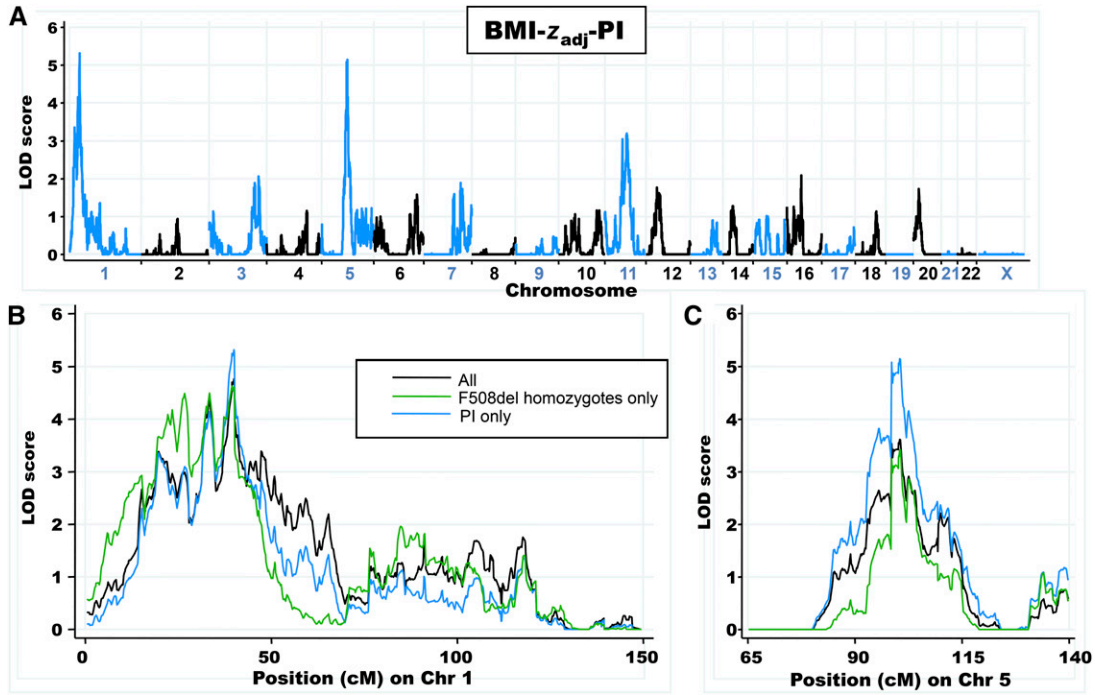 A
BMI-zadj-PI
LOD score
6
5
4
3
2
1
0
1 2 3 4 5 6 7 8 9 10 11 12 13 14 15 16 17 18 19 20 21 22 X
Chromosome
B
LOD score
6
5
4
3
2
1
0
All
F508del homozygotes only
PI only
0 50 100 150
Position (cM) on Chr 1
C
LOD score
6
5
4
3
2
1
0
65 90 115 140
Position (cM) on Chr 5